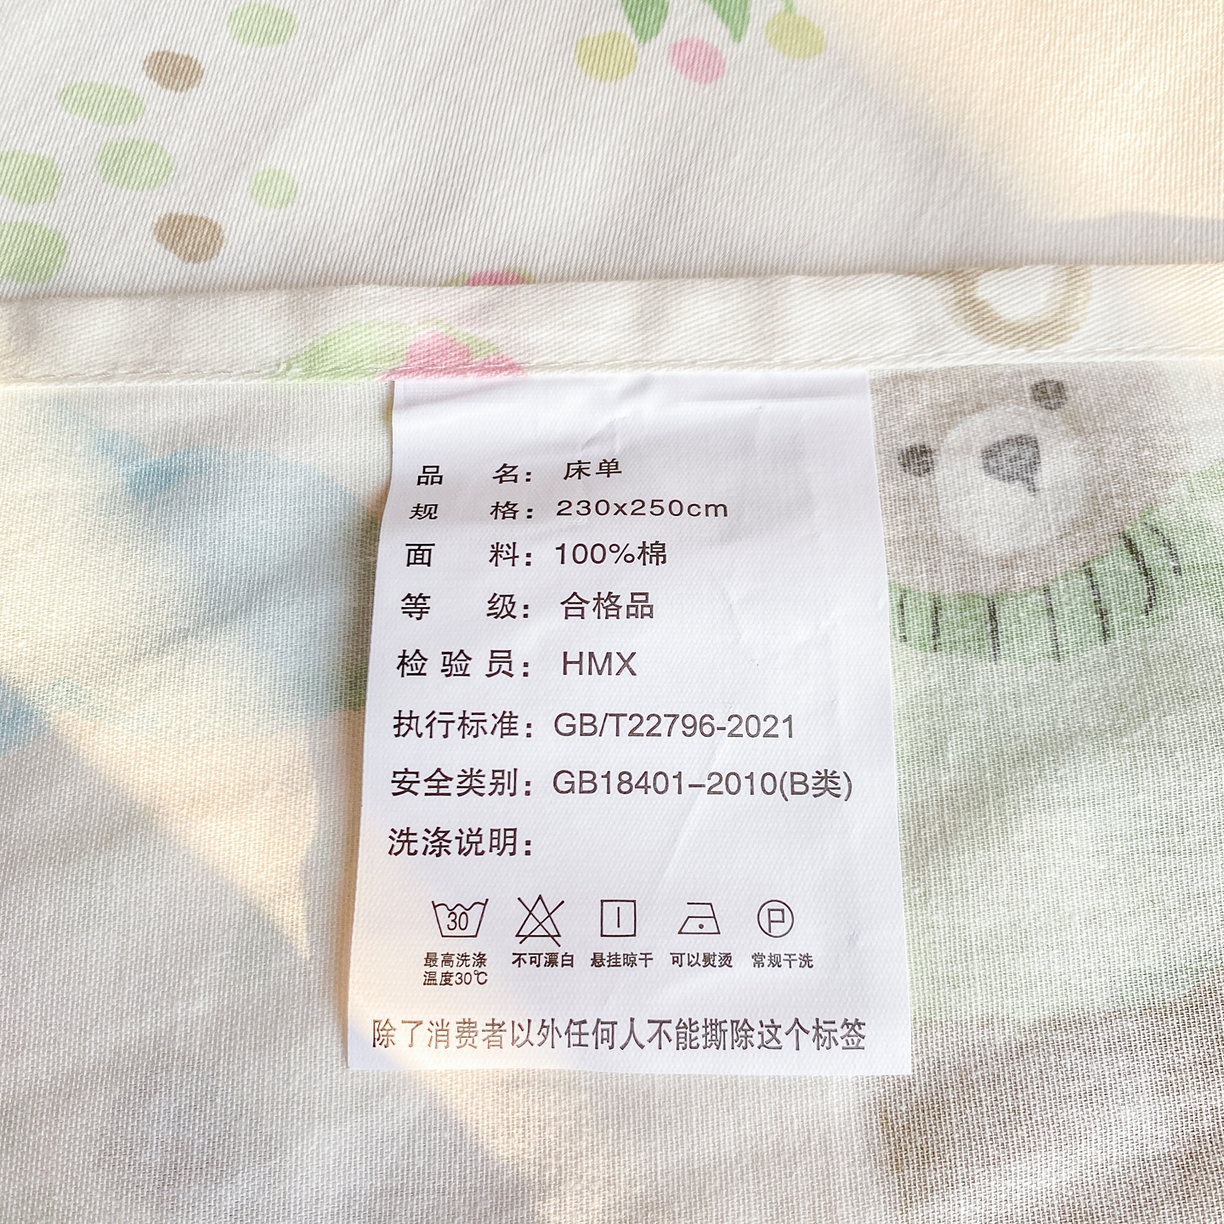 品 名：床单
规 格：230x250cm
面 料：100%棉
等 级：合格品
检 验 员：HMX
执行标准：GB/T22796-2021
安全类别：GB18401-2010(B类)
洗涤说明：
30
P
最高洗涤温度30℃ 不可漂白 悬挂晾干 可以熨烫 常规干洗
除了消费者以外任何人不能撕除这个标签